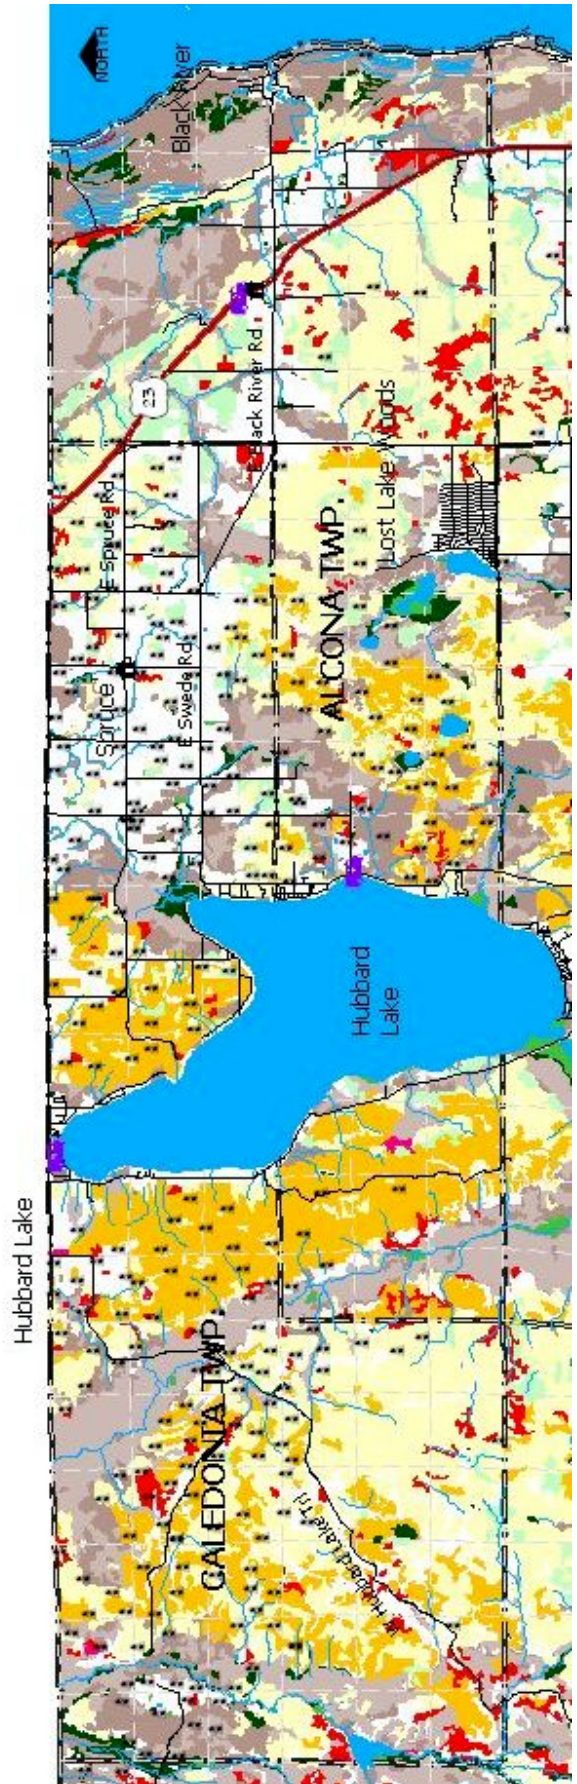 NORTH
Black River
23
E Black River Rd
Lost Lake Woods
E Spruce Rd
ALCONA TWP.
Spruce
E Swede Rd
Hubbard
Lake
Hubbard Lake
CALEDONIA TWP
Hubbard Lake Trl